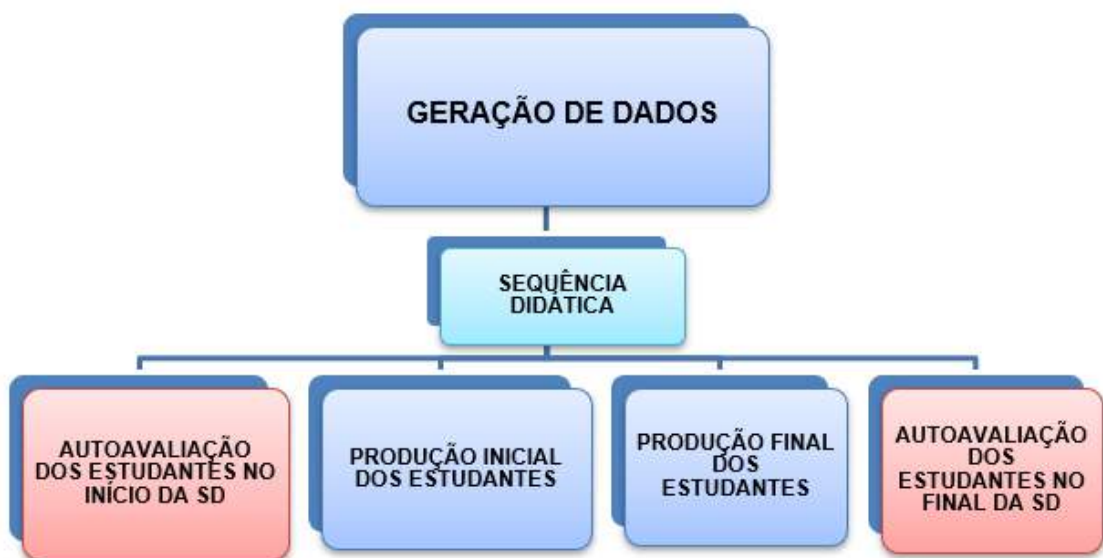 GERAÇÃO DE DADOS
SEQUÊNCIA
DIDÁTICA
AUTOAVALIAÇÃO
DOS ESTUDANTES NO
INÍCIO DA SD
PRODUÇÃO INICIAL
DOS ESTUDANTES
PRODUÇÃO FINAL
DOS
ESTUDANTES
AUTOAVALIAÇÃO
DOS
ESTUDANTES NO
FINAL DA SD